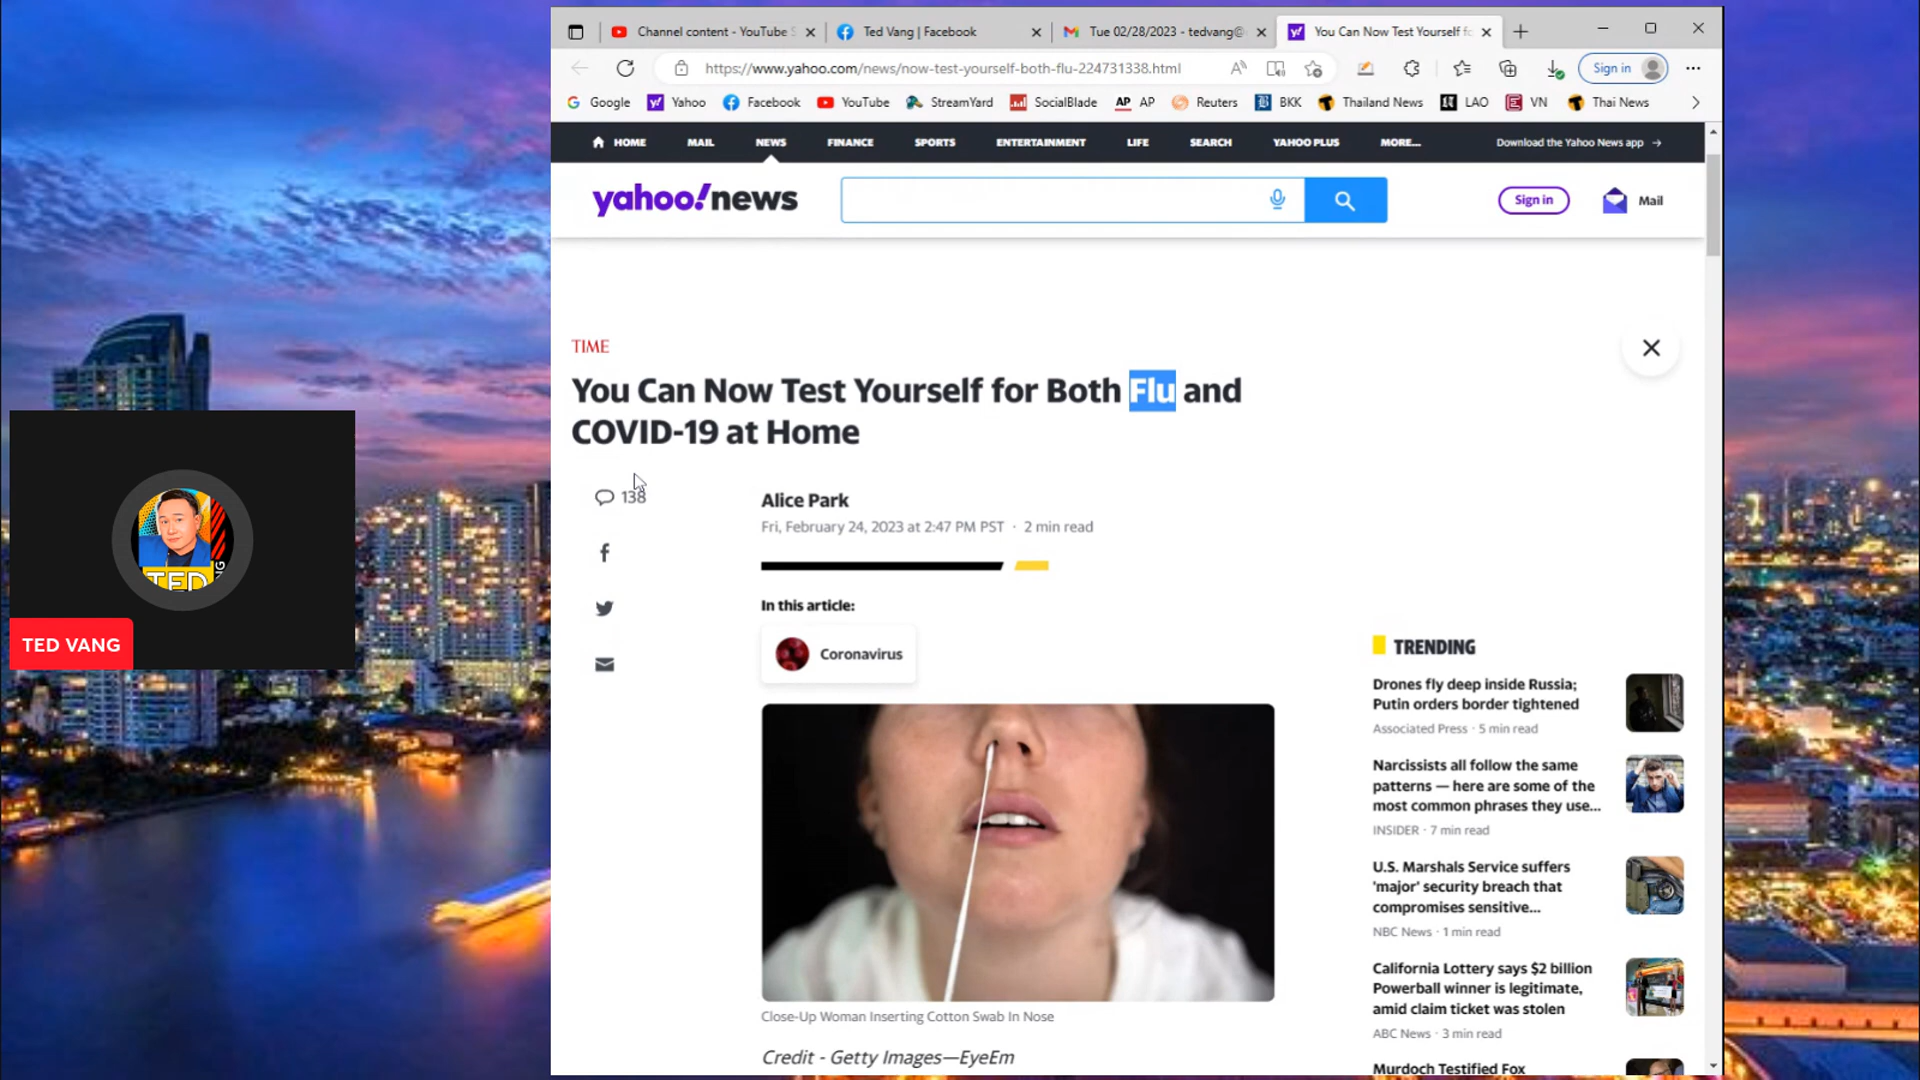 Channel content - YouTube S
Ted Vang | Facebook
Tue 02/28/2023 - tedvang@
You Can Now Test Yourself fo
https://www.yahoo.com/news/now-test-yourself-both-flu-224731338.html
Sign in
Google
Yahoo
Facebook
YouTube
StreamYard
SocialBlade
AP AP
Reuters
BKK
Thailand News
LAO
VN
Thai News
HOME
MAIL
NEWS
FINANCE
SPORTS
ENTERTAINMENT
LIFE
SEARCH
YAHOO PLUS
MORE...
Download the Yahoo News app →
yahoo!news
Sign in
Mail
TIME
You Can Now Test Yourself for Both Flu and
COVID-19 at Home
138
Alice Park
Fri, February 24, 2023 at 2:47 PM PST · 2 min read
In this article:
Coronavirus
Close-Up Woman Inserting Cotton Swab In Nose
Credit - Getty Images—EyeEm
TRENDING
Drones fly deep inside Russia;
Putin orders border tightened
Associated Press · 5 min read
Narcissists all follow the same
patterns — here are some of the
most common phrases they use...
INSIDER · 7 min read
U.S. Marshals Service suffers
'major' security breach that
compromises sensitive...
NBC News · 1 min read
California Lottery says $2 billion
Powerball winner is legitimate,
amid claim ticket was stolen
ABC News · 3 min read
Murdoch Testified Fox
TED
TED VANG